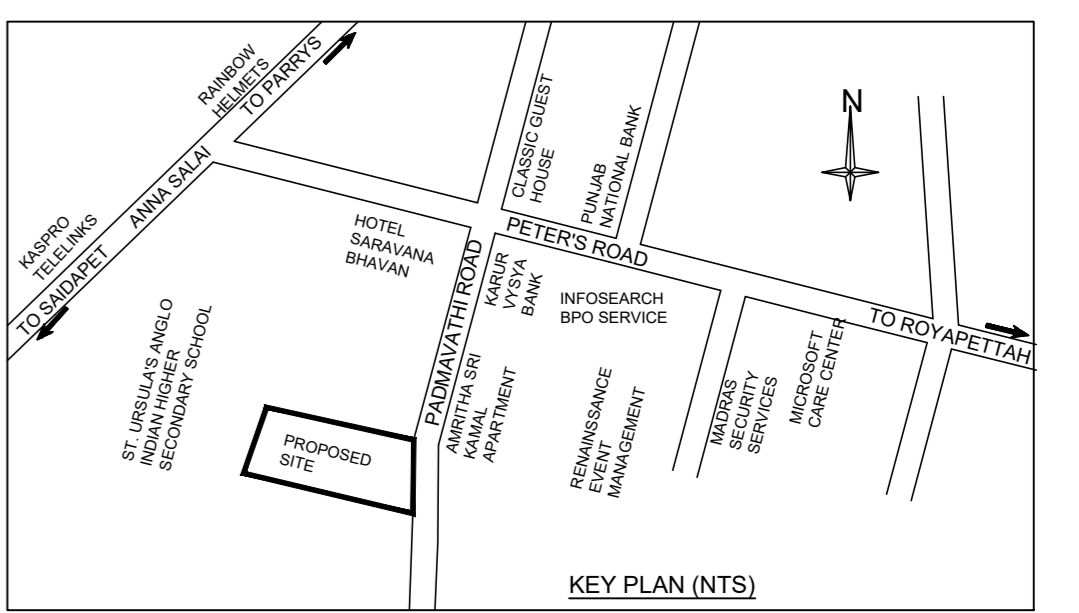 RAINBOW
HELMETS
TO PARRYS
ANNA SALAI
KASPRO
TELELINKS
TO SAIDAPET
CLASSIC GUEST
HOUSE
PUNJAB
NATIONAL BANK
N
HOTEL
SARAVANA
BHAVAN
PETER'S ROAD
PADMAVATHI ROAD
KARUR
VYSYA
BANK
INFOSEARCH
BPO SERVICE
TO ROYAPETTAH
ST. URSULA'S ANGLO
INDIAN HIGHER
SECONDARY SCHOOL
PROPOSED
SITE
AMRITHA SRI
KAMAL
APARTMENT
RENAINSSANCE
EVENT
MANAGEMENT
MADRAS
SECURITY
SERVICES
MICROSOFT
CARE CENTER
KEY PLAN (NTS)